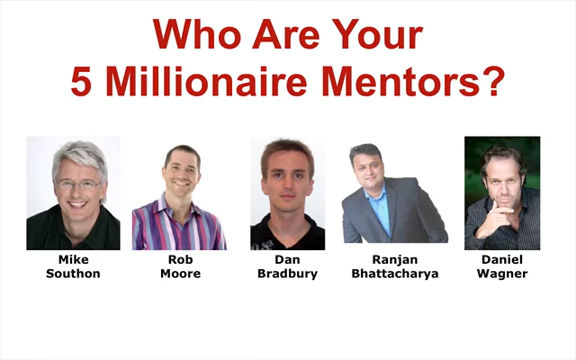 Who Are Your
5 Millionaire Mentors?
Mike
Southon
Rob
Moore
Dan
Bradbury
Ranjan
Bhattacharya
Daniel
Wagner